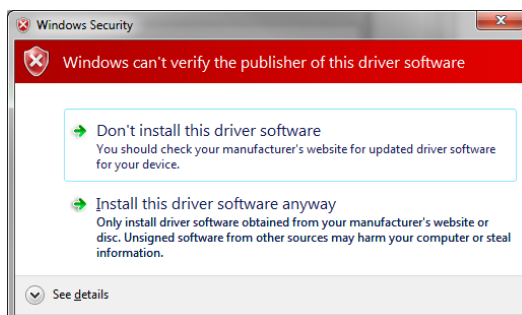 Windows Security
Windows can't verify the publisher of this driver software
Don't install this driver software
You should check your manufacturer's website for updated driver software
for your device.
Install this driver software anyway
Only install driver software obtained from your manufacturer's website or
disc. Unsigned software from other sources may harm your computer or steal
information.
See details